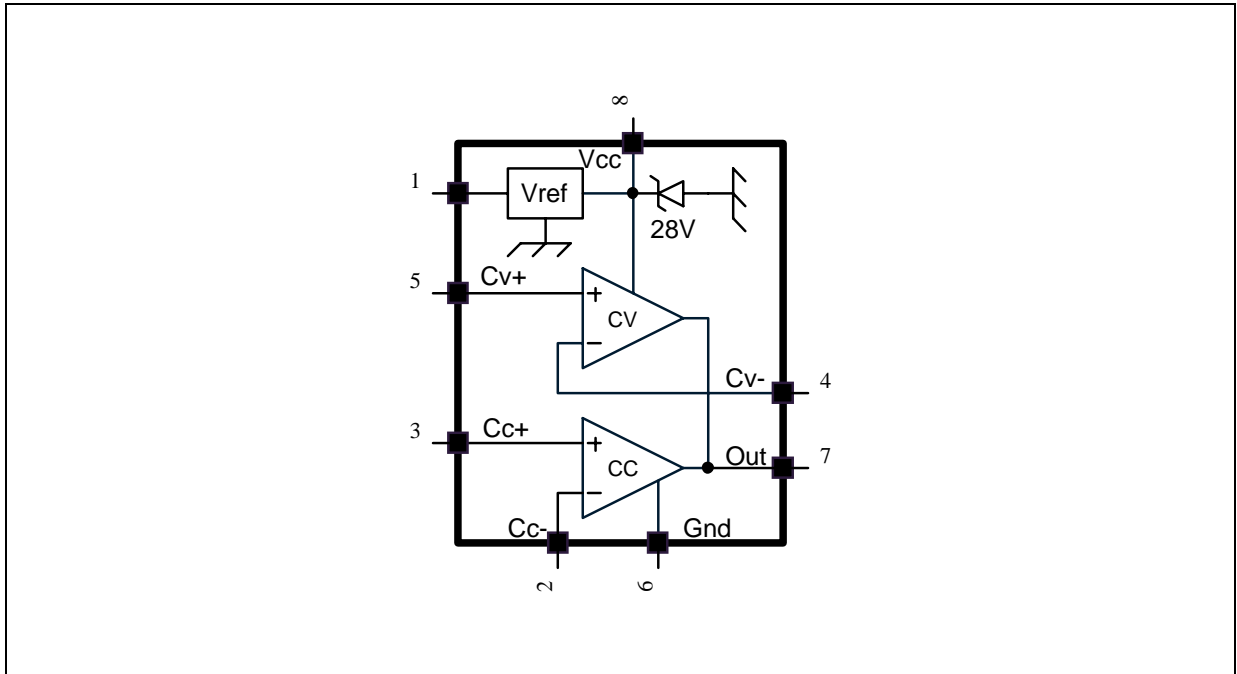 8
Vcc
1
Vref
28V
5
Cv+
+
CV
−
Cv-
4
3
Cc+
+
CC
−
Out
7
Cc-
Gnd
2
6